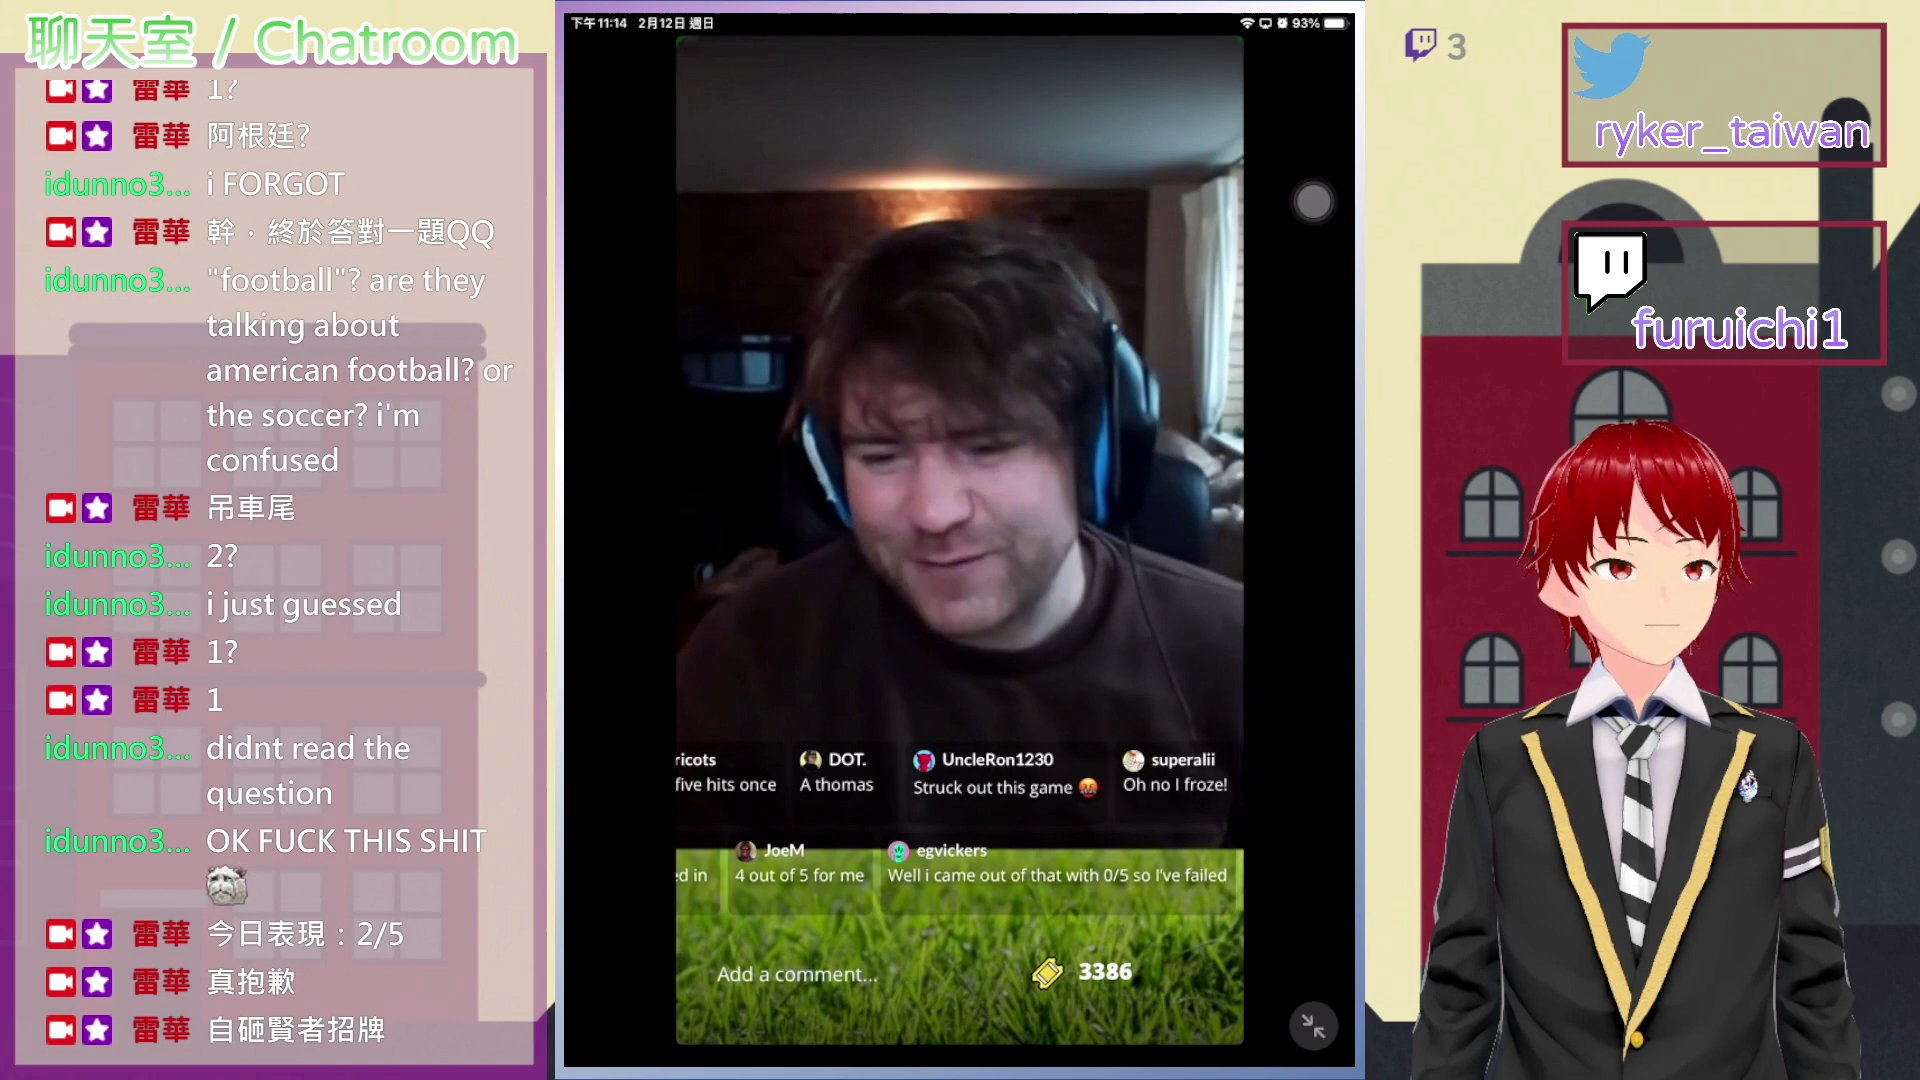 聊天室 / Chatroom
雷華 1?
雷華 阿根廷?
idunno3... i FORGOT
雷華 幹，終於答對一題QQ
idunno3... "football"? are they
talking about
american football? or
the soccer? i'm
confused
雷華 吊車尾
idunno3... 2?
idunno3... i just guessed
雷華 1?
雷華 1
idunno3... didnt read the
question
idunno3... OK FUCK THIS SHIT
雷華 今日表現：2/5
雷華 真抱歉
雷華 自砸賢者招牌
下午11:14 2月12日 週日
93%
ricots
five hits once
DOT.
A thomas
UncleRon1230
Struck out this game
superalii
Oh no I froze!
ed in
JoeM
4 out of 5 for me
egvickers
Well i came out of that with 0/5 so I've failed
Add a comment...
3386
3
ryker_taiwan
furuichi1